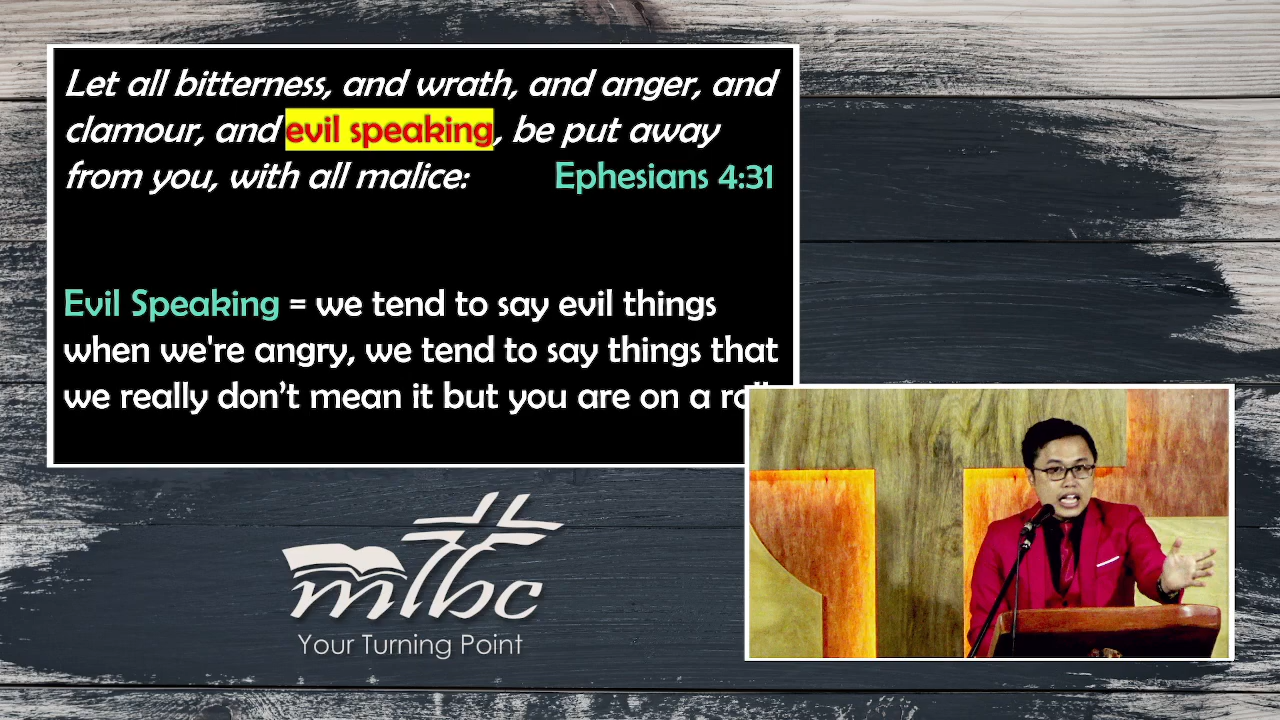 Let all bitterness, and wrath, and anger, and
clamour, and evil speaking, be put away
from you, with all malice: Ephesians 4:31
Evil Speaking = we tend to say evil things
when we're angry, we tend to say things that
we really don’t mean it but you are on a
mlbc
Your Turning Point